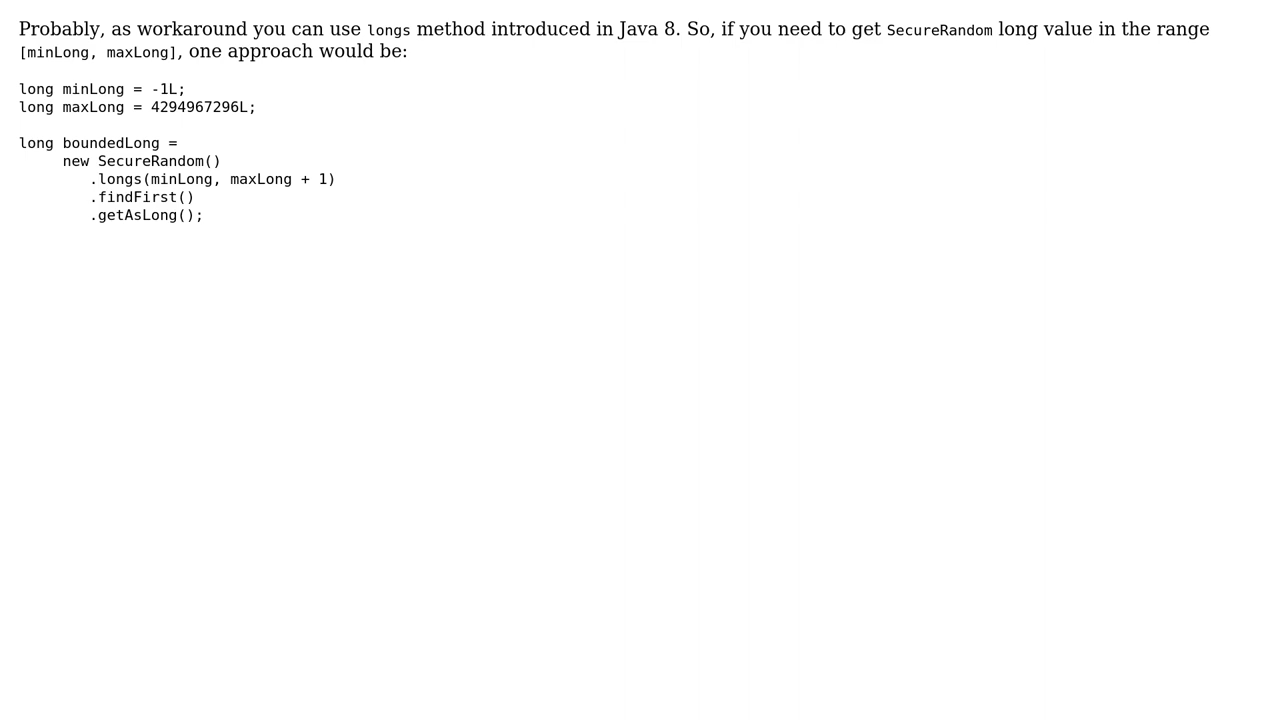 Probably, as workaround you can use longs method introduced in Java 8. So, if you need to get SecureRandom long value in the range
[minLong, maxLong], one approach would be:
long minLong = -1L;
long maxLong = 4294967296L;
long boundedLong =
new SecureRandom()
.longs(minLong, maxLong + 1)
.findFirst()
.getAsLong();